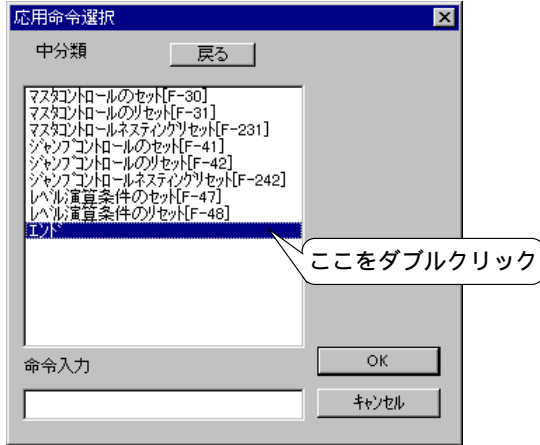 応用命令選択
中分類
戻る
ﾏｽﾀｺﾝﾄﾛｰﾙのｾｯﾄ[F-30]
ﾏｽﾀｺﾝﾄﾛｰﾙのﾘｾｯﾄ[F-31]
ﾏｽﾀｺﾝﾄﾛｰﾙﾈｽﾃｨﾝｸﾞﾘｾｯﾄ[F-231]
ｼﾞｬﾝﾌﾟｺﾝﾄﾛｰﾙのｾｯﾄ[F-41]
ｼﾞｬﾝﾌﾟｺﾝﾄﾛｰﾙのﾘｾｯﾄ[F-42]
ｼﾞｬﾝﾌﾟｺﾝﾄﾛｰﾙﾈｽﾃｨﾝｸﾞﾘｾｯﾄ[F-242]
ﾚﾍﾞﾙ演算条件のｾｯﾄ[F-47]
ﾚﾍﾞﾙ演算条件のﾘｾｯﾄ[F-48]
ｴﾝﾄﾞ
ここをダブルクリック
命令入力
OK
ｷｬﾝｾﾙ